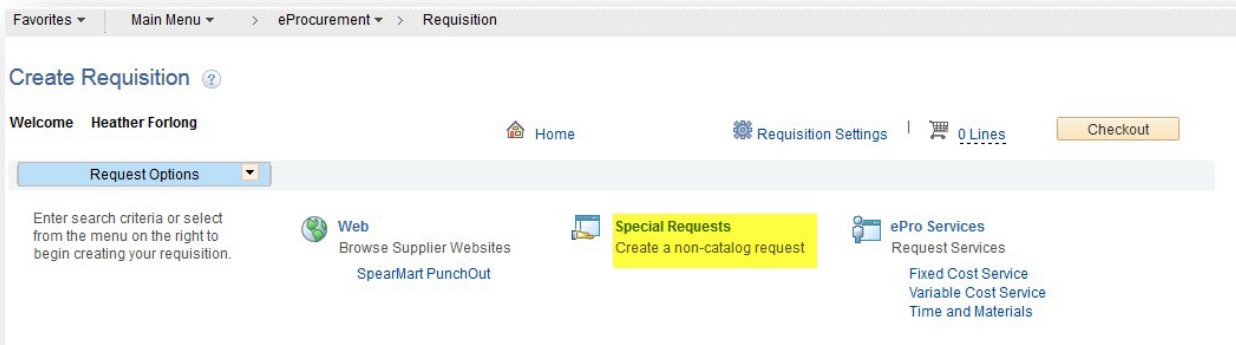 Favorites Main Menu > eProcurement > Requisition
Create Requisition ?
Welcome Heather Forlong
Home Requisition Settings | 0 Lines Checkout
Request Options
Enter search criteria or select
from the menu on the right to
begin creating your requisition.
Web
Browse Supplier Websites
SpearMart PunchOut
Special Requests
Create a non-catalog request
ePro Services
Request Services
Fixed Cost Service
Variable Cost Service
Time and Materials